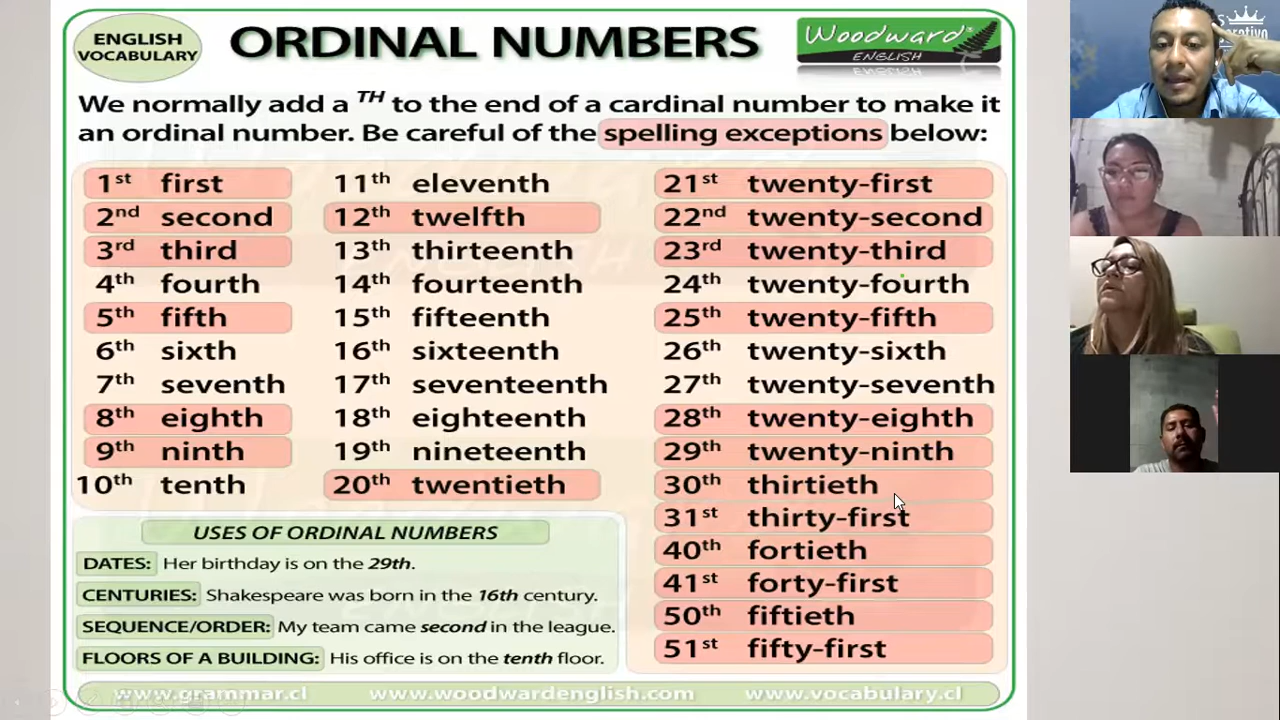 ENGLISH
VOCABULARY
ORDINAL NUMBERS
Woodward®
ENGLISH
We normally add a TH to the end of a cardinal number to make it
an ordinal number. Be careful of the spelling exceptions below:
1st first
2nd second
3rd third
4th fourth
5th fifth
6th sixth
7th seventh
8th eighth
9th ninth
10th tenth
11th eleventh
12th twelfth
13th thirteenth
14th fourteenth
15th fifteenth
16th sixteenth
17th seventeenth
18th eighteenth
19th nineteenth
20th twentieth
21st twenty-first
22nd twenty-second
23rd twenty-third
24th twenty-fourth
25th twenty-fifth
26th twenty-sixth
27th twenty-seventh
28th twenty-eighth
29th twenty-ninth
30th thirtieth
31st thirty-first
40th fortieth
41st forty-first
50th fiftieth
51st fifty-first
USES OF ORDINAL NUMBERS
DATES: Her birthday is on the 29th.
CENTURIES: Shakespeare was born in the 16th century.
SEQUENCE/ORDER: My team came second in the league.
FLOORS OF A BUILDING: His office is on the tenth floor.
www.grammar.cl www.woodwardenglish.com www.vocabulary.cl